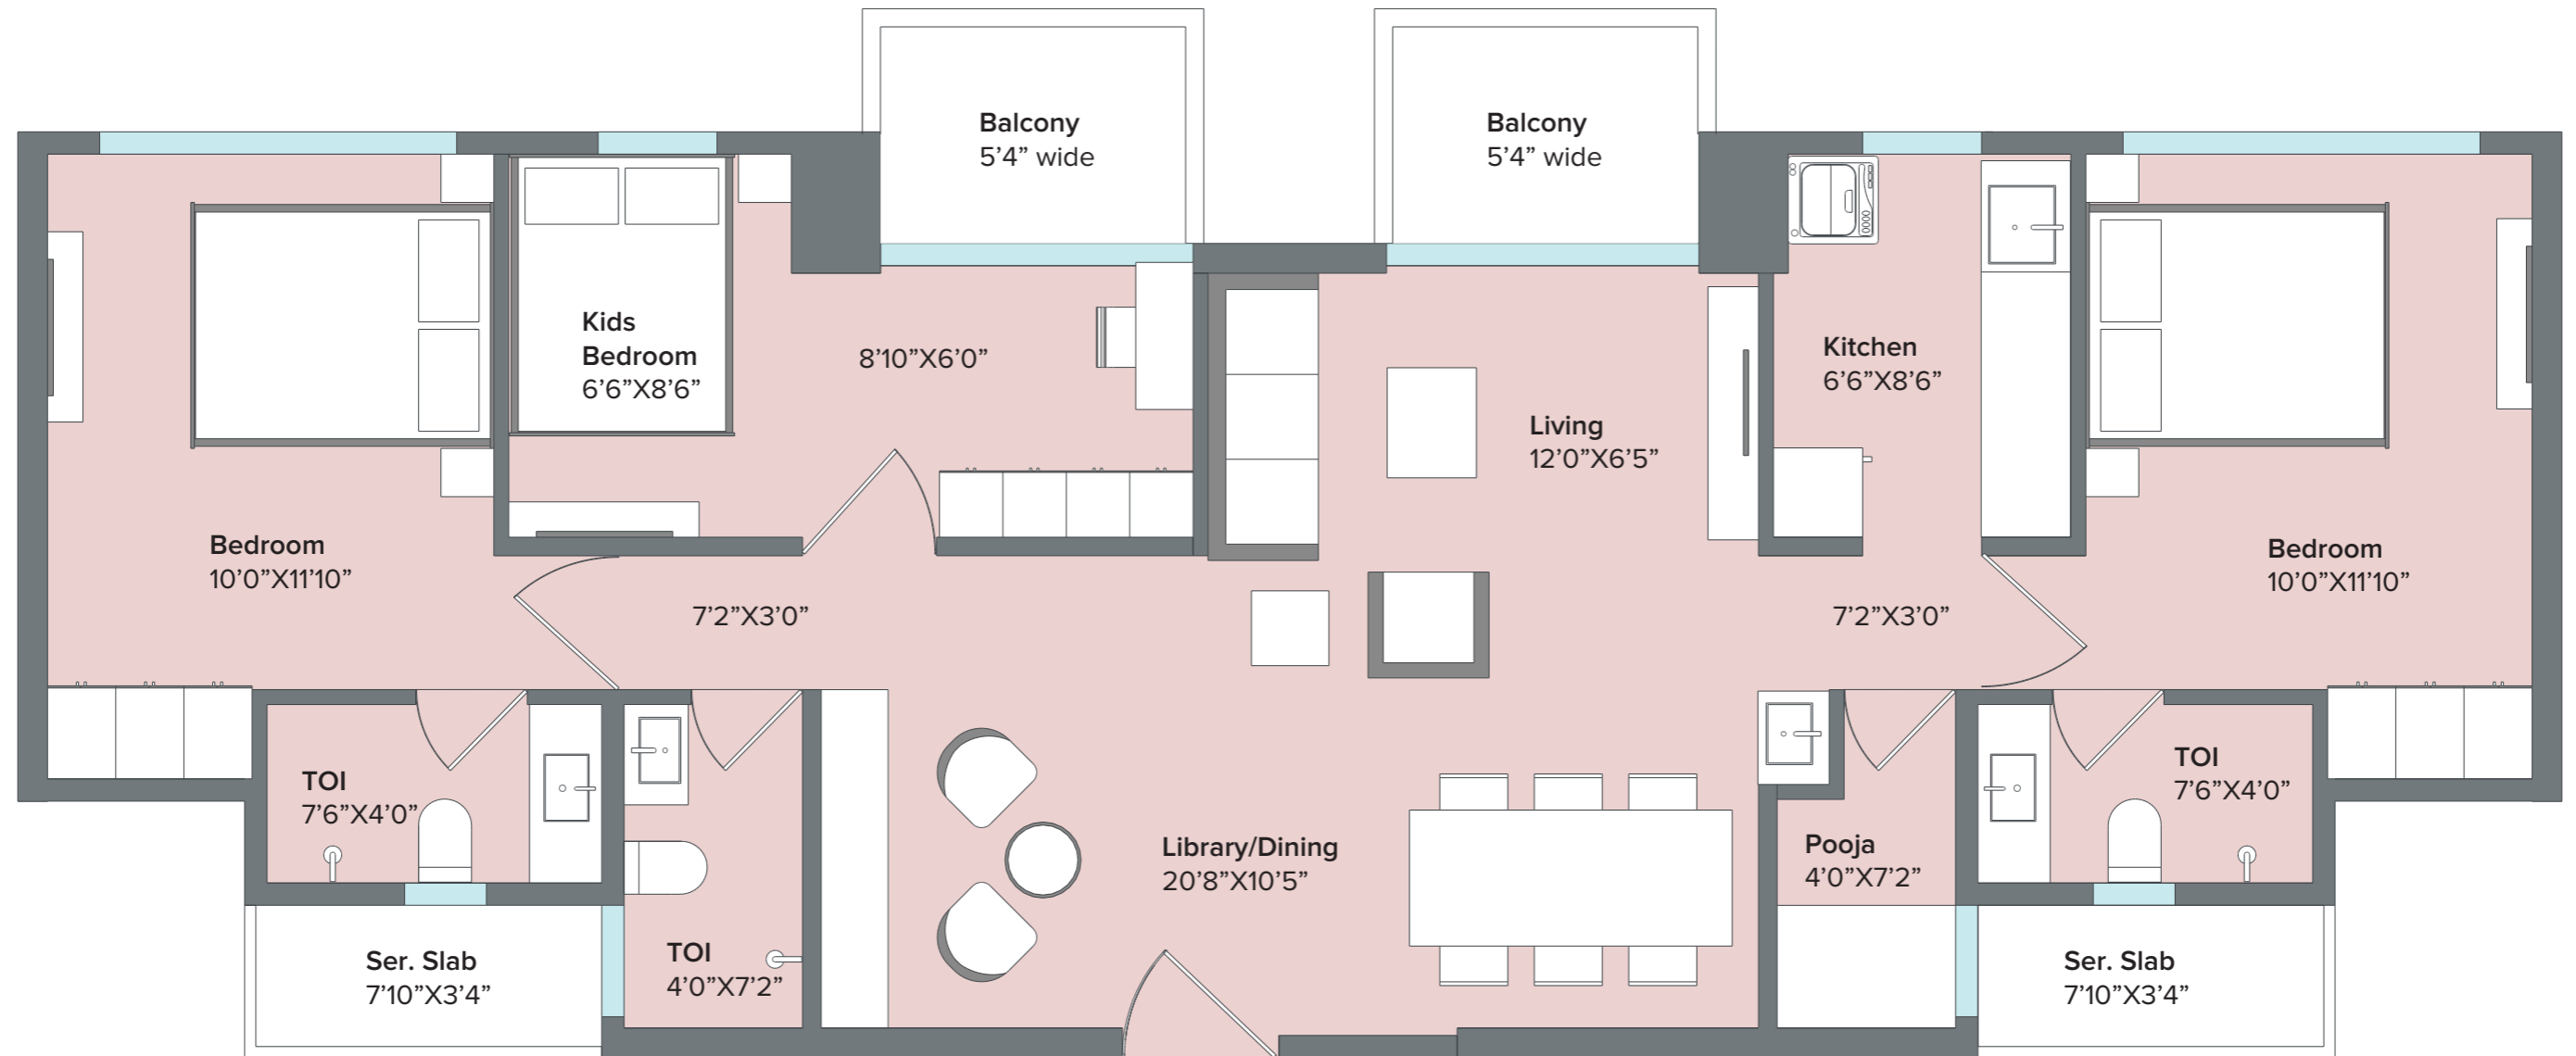 Balcony
5’4” wide
Balcony
5’4” wide
Kids
Bedroom
6’6”X8’6”
8’10”X6’0”
Living
12’0”X6’5”
Kitchen
6’6”X8’6”
Bedroom
10’0”X11’10”
7’2”X3’0”
7’2”X3’0”
Bedroom
10’0”X11’10”
TOI
7’6”X4’0”
Library/Dining
20’8”X10’5”
Pooja
4’0”X7’2”
TOI
7’6”X4’0”
Ser. Slab
7’10”X3’4”
TOI
4’0”X7’2”
Ser. Slab
7’10”X3’4”